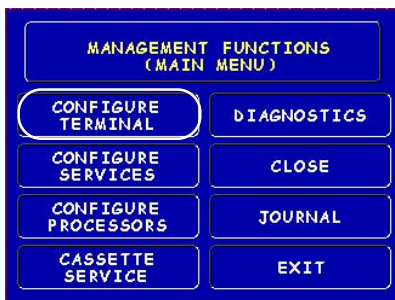 MANAGEMENT FUNCTIONS
(MAIN MENU)
CONFIGURE
TERMINAL
DIAGNOSTICS
CONFIGURE
SERVICES
CLOSE
CONFIGURE
PROCESSORS
JOURNAL
CASSETTE
SERVICE
EXIT